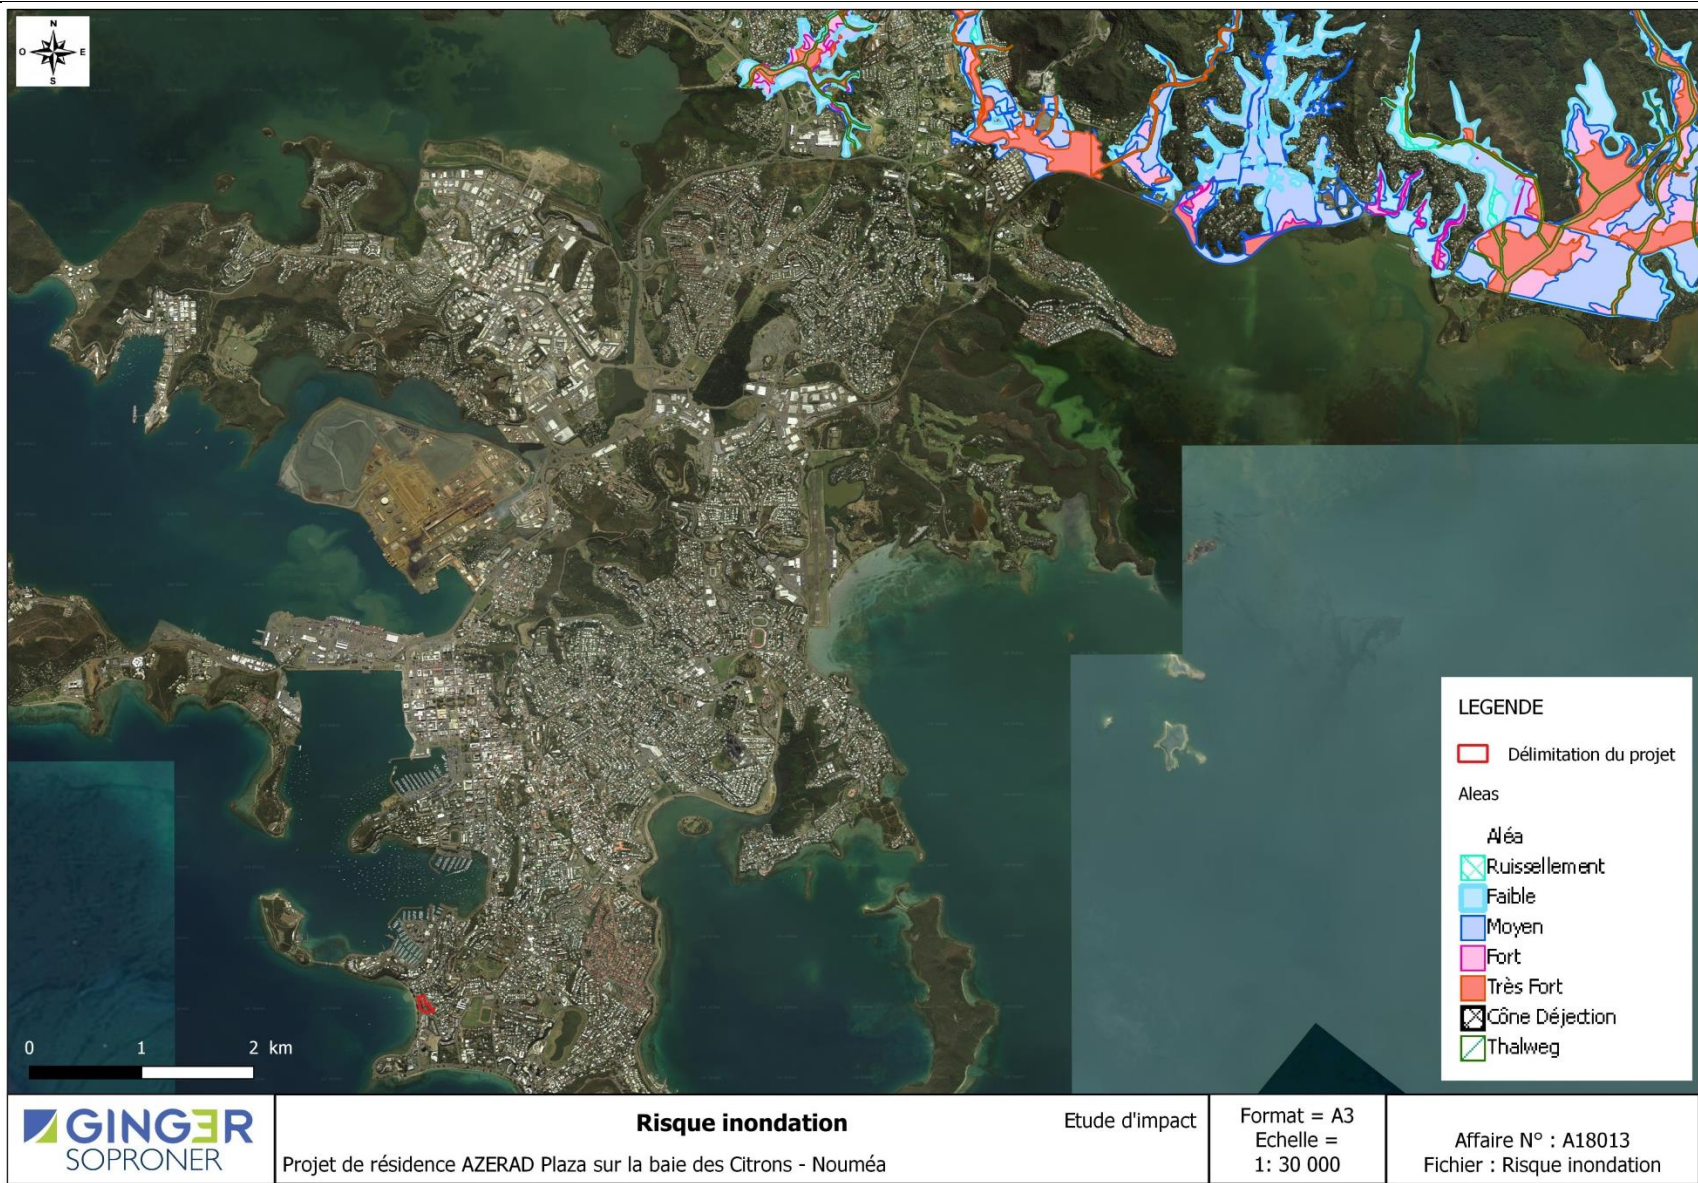 N
O
E
S
LEGENDE
Délimitation du projet
Aleas
Aléa
Ruissellement
Faible
Moyen
Fort
Très Fort
Cône Déjection
Thalweg
0 1 2 km
GINGER
SOPRONER
Risque inondation
Etude d'impact
Projet de résidence AZERAD Plaza sur la baie des Citrons - Nouméa
Format = A3
Echelle =
1: 30 000
Affaire N° : A18013
Fichier : Risque inondation